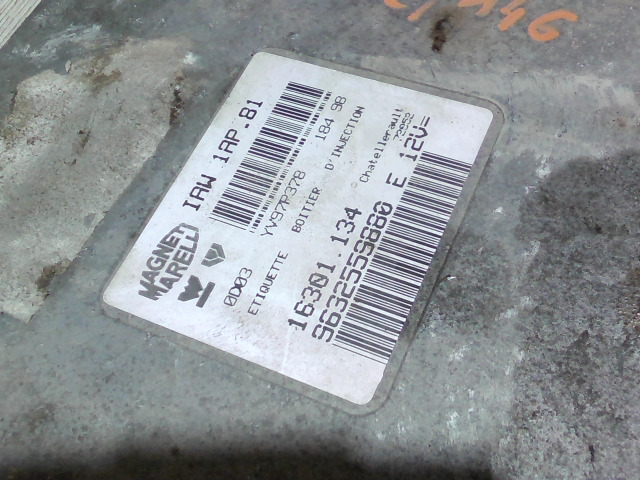 MAGNETI
MARELLI
IAW 1AP.81
YV97P378 184 98
0D03
ETIQUETTE BOITIER D'INJECTION
Chatellerault
16301.134
9632559880 E 12V=